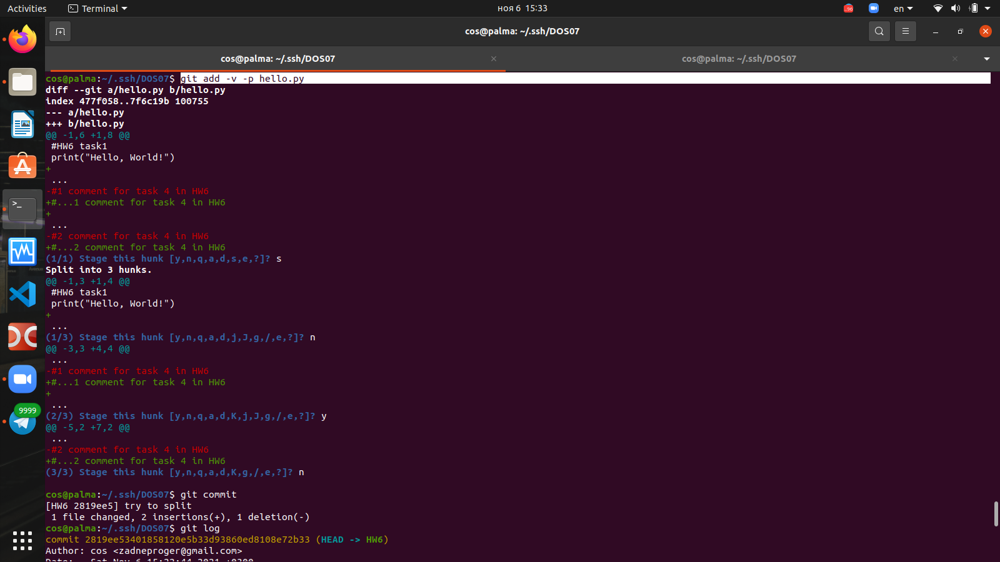 Activities
Terminal
ноя 6 15:33
en
cos@palma: ~/.ssh/DOS07
cos@palma: ~/.ssh/DOS07
cos@palma: ~/.ssh/DOS07
cos@palma:~/.ssh/DOS07$ git add -v -p hello.py
diff --git a/hello.py b/hello.py
index 477f058..7f6c19b 100755
--- a/hello.py
+++ b/hello.py
@@ -1,6 +1,8 @@
 #HW6 task1
 print("Hello, World!")
+
 ...
-#1 comment for task 4 in HW6
+#...1 comment for task 4 in HW6
+
 ...
-#2 comment for task 4 in HW6
+#...2 comment for task 4 in HW6
(1/1) Stage this hunk [y,n,q,a,d,s,e,?]? s
Split into 3 hunks.
@@ -1,3 +1,4 @@
 #HW6 task1
 print("Hello, World!")
+
 ...
(1/3) Stage this hunk [y,n,q,a,d,j,J,g,/,e,?]? n
@@ -3,3 +4,4 @@
 ...
-#1 comment for task 4 in HW6
+#...1 comment for task 4 in HW6
+
 ...
(2/3) Stage this hunk [y,n,q,a,d,K,j,J,g,/,e,?]? y
@@ -5,2 +7,2 @@
 ...
-#2 comment for task 4 in HW6
+#...2 comment for task 4 in HW6
(3/3) Stage this hunk [y,n,q,a,d,K,g,/,e,?]? n
cos@palma:~/.ssh/DOS07$ git commit
[HW6 2819ee5] try to split
 1 file changed, 2 insertions(+), 1 deletion(-)
cos@palma:~/.ssh/DOS07$ git log
commit 2819ee53401858120e5b33d93860ed8108e72b33 (HEAD -> HW6)
Author: cos <zadneproger@gmail.com>
Date:   Sat Nov 6 15:32:44 2021 +0300
9999